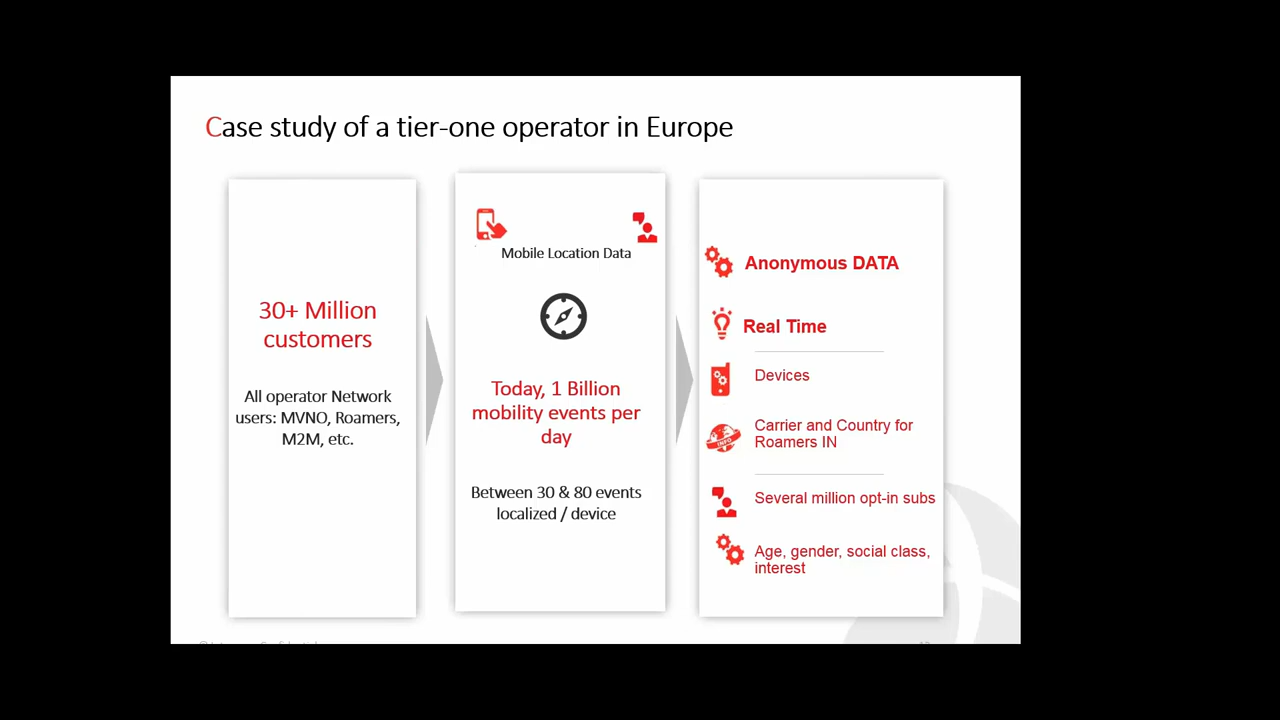 Case study of a tier-one operator in Europe
30+ Million
customers
All operator Network
users: MVNO, Roamers,
M2M, etc.
Mobile Location Data
Today, 1 Billion
mobility events per
day
Between 30 & 80 events
localized / device
Anonymous DATA
Real Time
Devices
Carrier and Country for
Roamers IN
INFO
Several million opt-in subs
Age, gender, social class,
interest